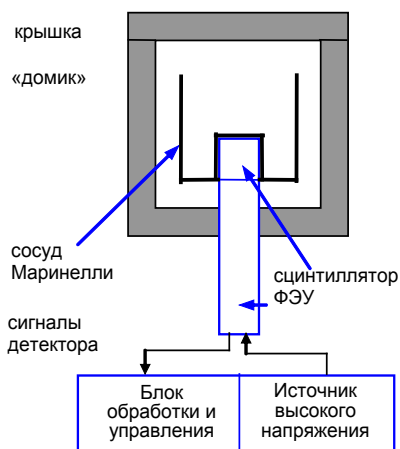 крышка
«домик»
сосуд
Маринелли
сцинтиллятор
ФЭУ
сигналы
детектора
Блок
обработки и
управления
Источник
высокого
напряжения